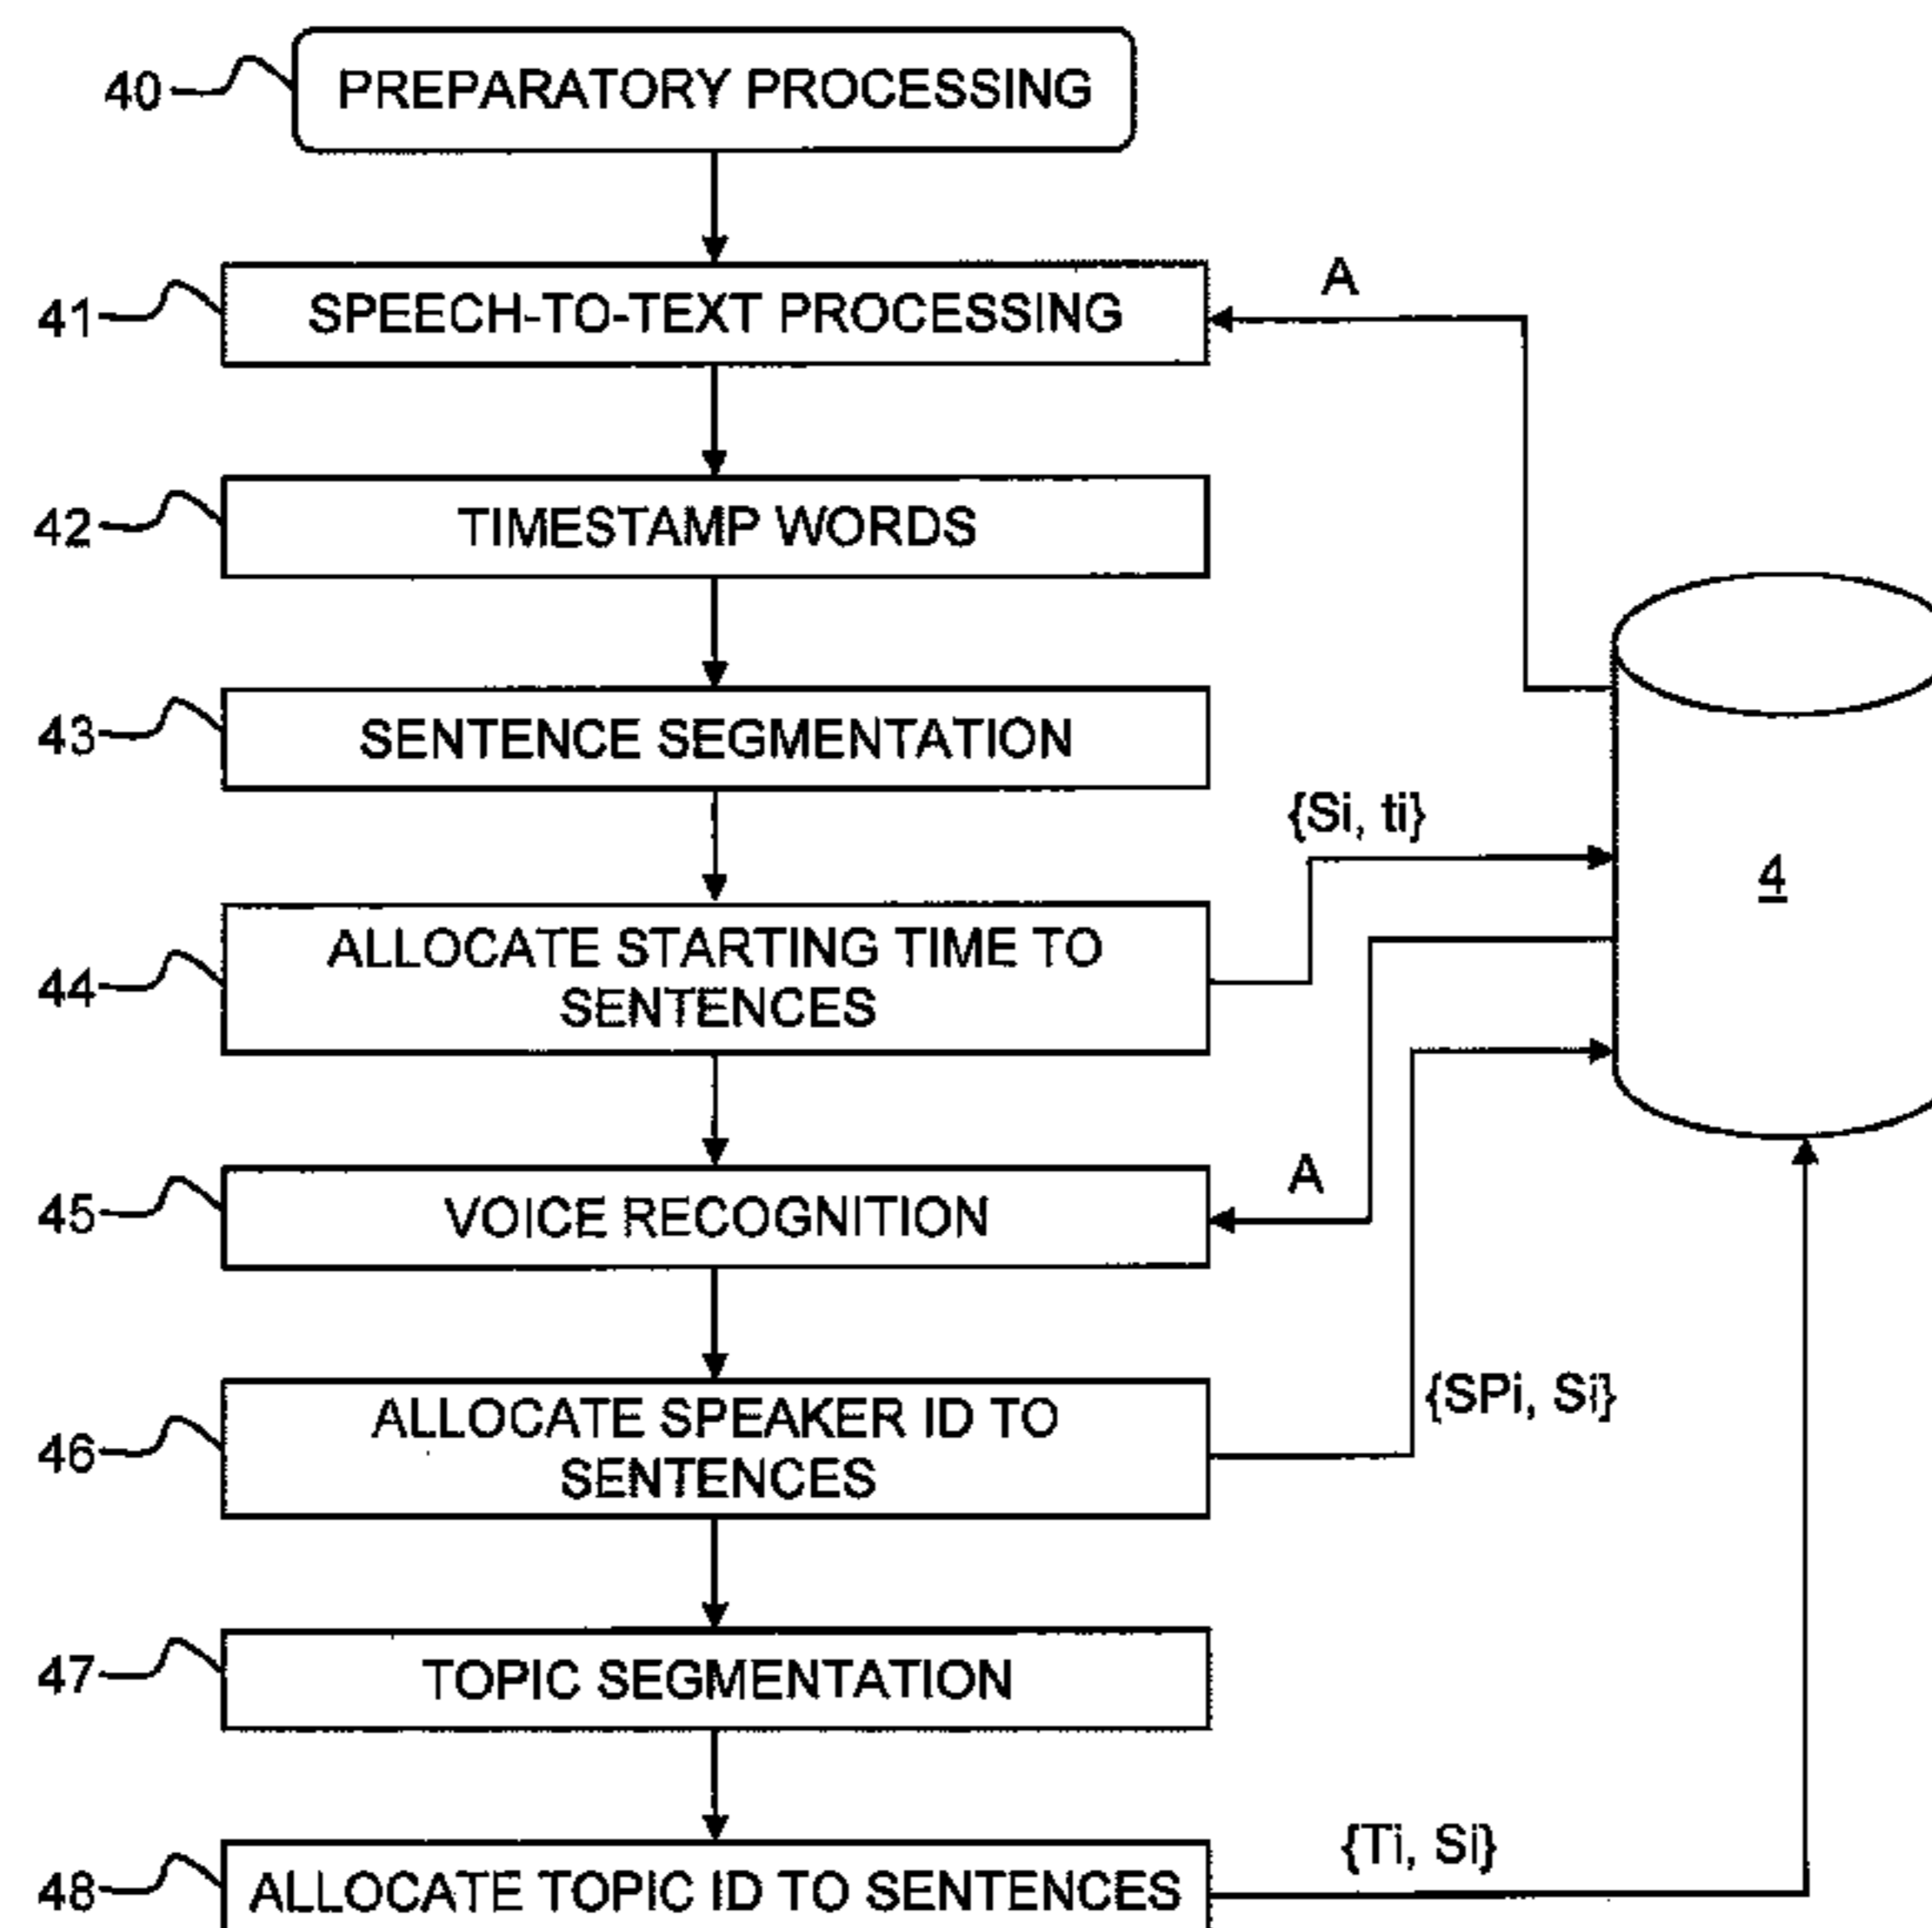 40 PREPARATORY PROCESSING
A
41 SPEECH-TO-TEXT PROCESSING
42 TIMESTAMP WORDS
43 SENTENCE SEGMENTATION
{Si, ti}
4
44 ALLOCATE STARTING TIME TO
SENTENCES
A
45 VOICE RECOGNITION
{SPi, Si}
46 ALLOCATE SPEAKER ID TO
SENTENCES
47 TOPIC SEGMENTATION
{Ti, Si}
48 ALLOCATE TOPIC ID TO SENTENCES